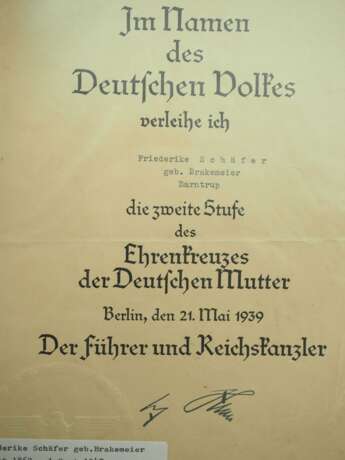 Im Namen
des
Deutschen Volkes
verleihe ich
Friederike Schäfer
geb. Brakemeier
Barntrup
die zweite Stufe
des
Ehrenkreuzes
der Deutschen Mutter
Berlin, den 21. Mai 1939
Der Führer und Reichskanzler
derike Schäfer geb.Brakemeier